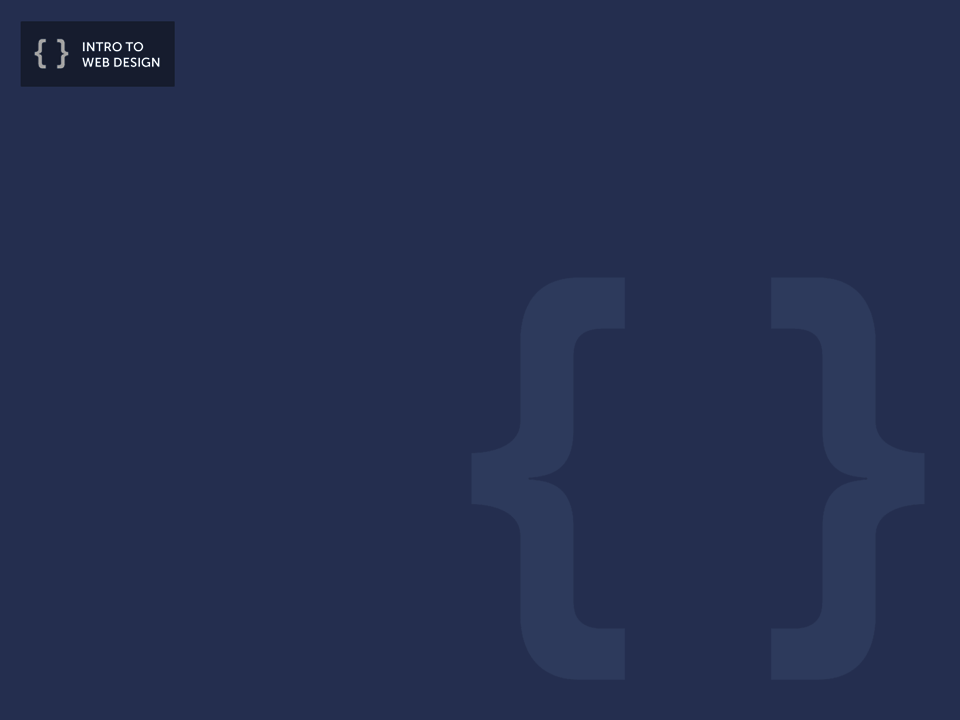 { } INTRO TO
WEB DESIGN
{ }